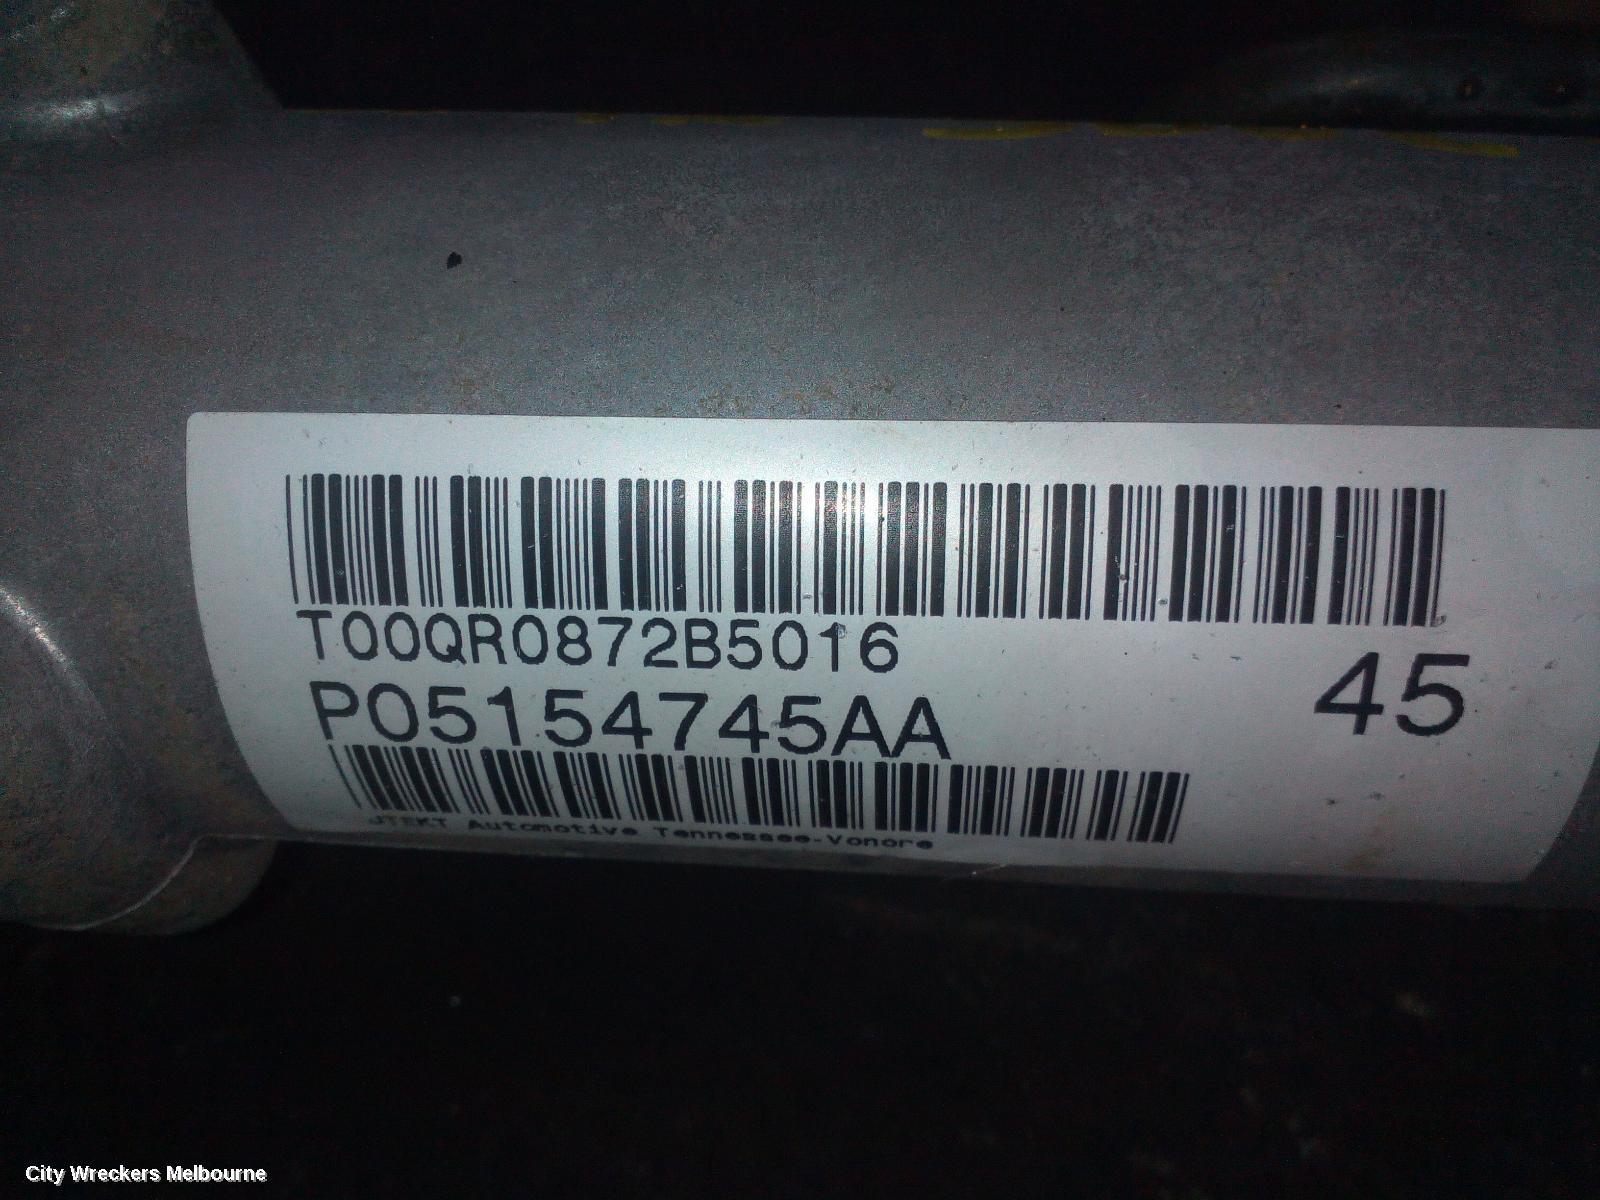 T00QR0872B5016
P05154745AA
45
JTEKT Automotive Tennessee-Vonore
City Wreckers Melbourne